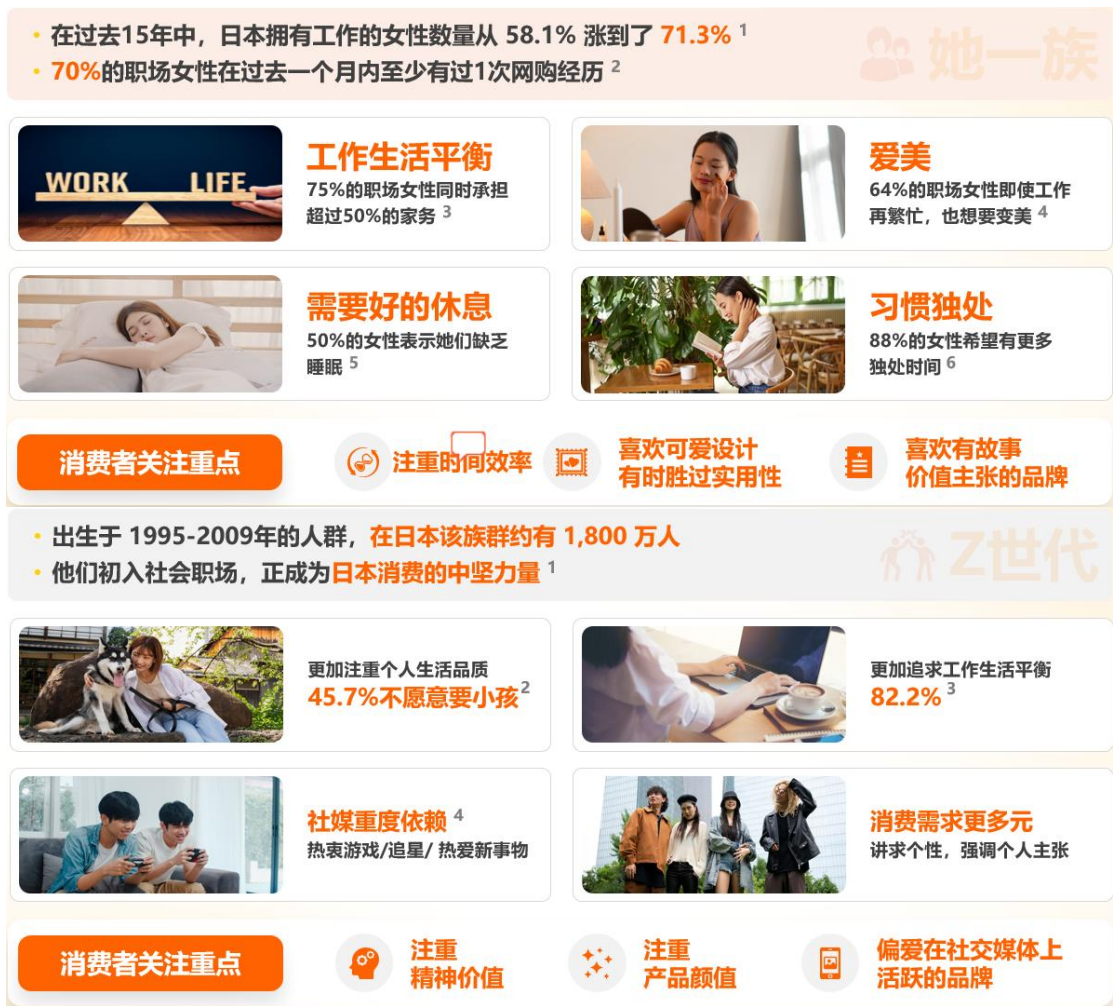 • 在过去15年中，日本拥有工作的女性数量从 58.1% 涨到了 71.3% 1
• 70%的职场女性在过去一个月内至少有过1次网购经历 2
她一族
WORK LIFE
工作生活平衡
75%的职场女性同时承担
超过50%的家务 3
爱美
64%的职场女性即使工作
再繁忙，也想要变美 4
需要好的休息
50%的女性表示她们缺乏
睡眠 5
习惯独处
88%的女性希望有更多
独处时间 6
消费者关注重点
注重时间效率
喜欢可爱设计
有时胜过实用性
喜欢有故事
价值主张的品牌
• 出生于 1995-2009年的人群，在日本该族群约有 1,800 万人
• 他们初入社会职场，正成为日本消费的中坚力量 1
Z世代
更加注重个人生活品质
45.7%不愿意要小孩 2
更加追求工作生活平衡
82.2% 3
社媒重度依赖 4
热衷游戏/追星/ 热爱新事物
消费需求更多元
讲求个性，强调个人主张
消费者关注重点
注重
精神价值
注重
产品颜值
偏爱在社交媒体上
活跃的品牌